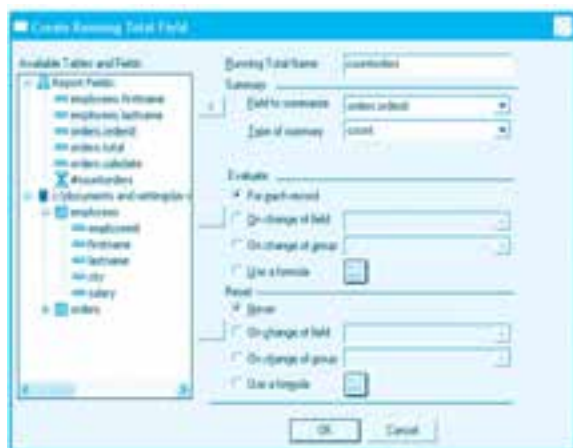 Create Running Total Field
Available Tables and Fields:
Report Fields
employees.firstname
employees.lastname
orders.orderid
orders.total
orders.saledate
employees
employeeid
firstname
lastname
city
salary
orders
Running Total Name:
Summary
Field to summarize
orders.orderid
Type of summary
count
Evaluate
For each record
On change of field
On change of group
Use a formula
Reset
Never
On change of field
On change of group
Use a formula
OK
Cancel